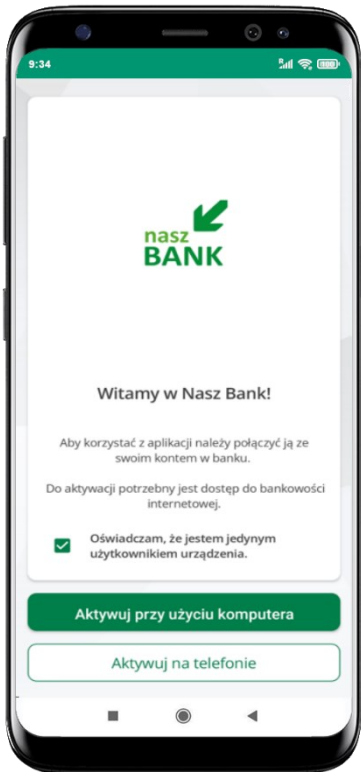 9:34
100
nasz
BANK
Witamy w Nasz Bank!
Aby korzystać z aplikacji należy połączyć ją ze
swoim kontem w banku.
Do aktywacji potrzebny jest dostęp do bankowości
internetowej.
Oświadczam, że jestem jedynym
użytkownikiem urządzenia.
Aktywuj przy użyciu komputera
Aktywuj na telefonie